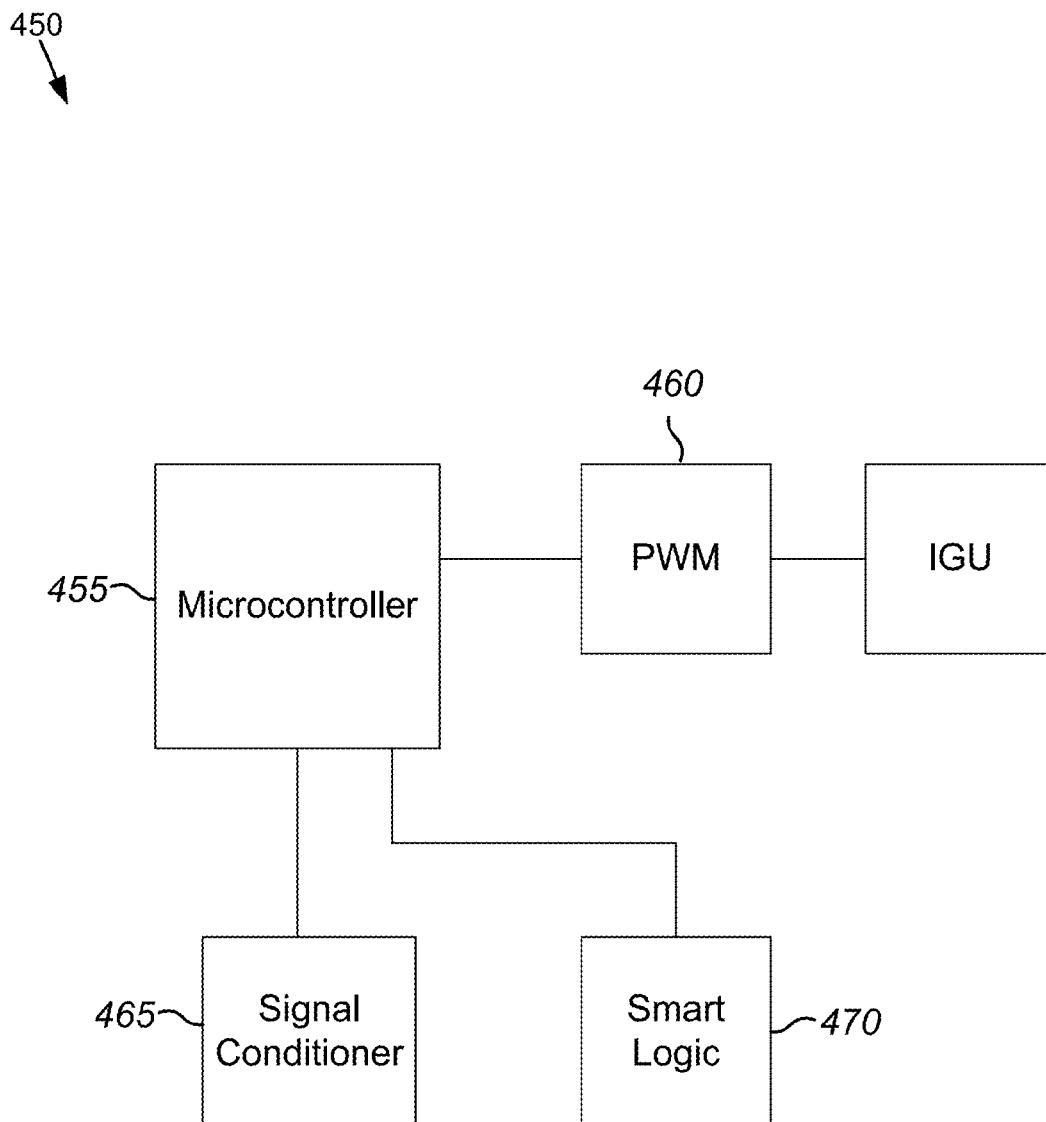 450
460
PWM
IGU
455
Microcontroller
465
Signal
Conditioner
Smart
Logic
470